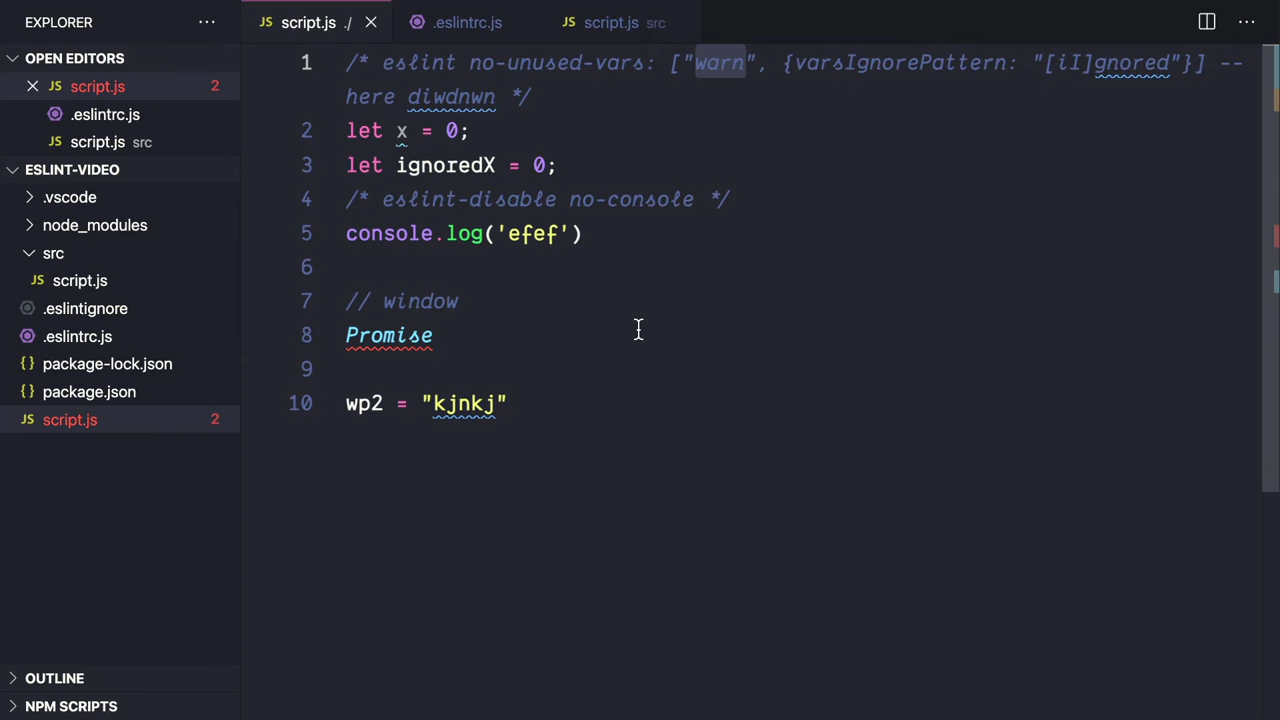 EXPLORER ···
JS script.js ./
.eslintrc.js
JS script.js src
···
OPEN EDITORS
JS script.js 2
.eslintrc.js
JS script.js src
ESLINT-VIDEO
.vscode
node_modules
src
JS script.js
.eslintignore
.eslintrc.js
{} package-lock.json
{} package.json
JS script.js 2
OUTLINE
NPM SCRIPTS
1 /* eslint no-unused-vars: ["warn", {varsIgnorePattern: "[iI]gnored"}] --
here diwdnwn */
2 let x = 0;
3 let ignoredX = 0;
4 /* eslint-disable no-console */
5 console.log('efef')
6
7 // window
8 Promise
9
10 wp2 = "kjnkj"